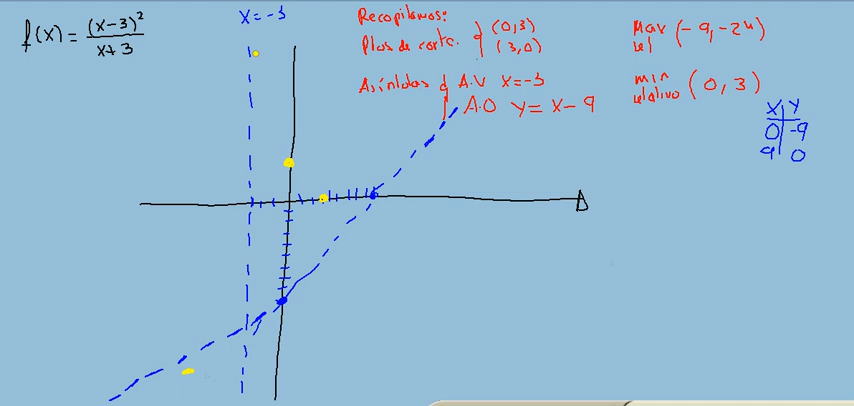 f(x) = (x-3)² / x+3
x=-3
Recopilamos:
Ptos de corte. { (0,3)
(3,0)
Asíntotas { A.V x=-3
A.O y= x-9
Max rel (-9,-24)
min relativo (0,3)
X | Y
0 | -9
9 | 0